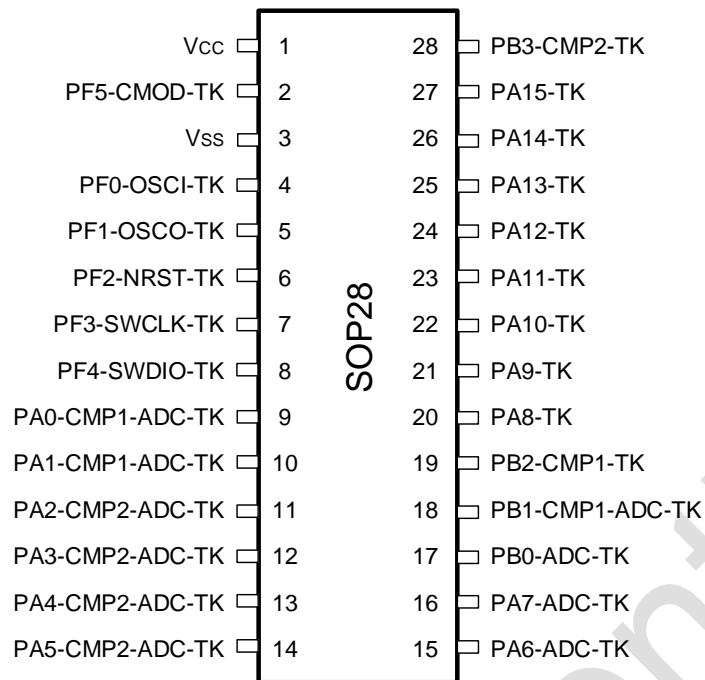 Vcc 1 28 PB3-CMP2-TK
PF5-CMOD-TK 2 27 PA15-TK
Vss 3 26 PA14-TK
PF0-OSCI-TK 4 25 PA13-TK
PF1-OSCO-TK 5 24 PA12-TK
PF2-NRST-TK 6 23 PA11-TK
PF3-SWCLK-TK 7 22 PA10-TK
PF4-SWDIO-TK 8 21 PA9-TK
PA0-CMP1-ADC-TK 9 20 PA8-TK
PA1-CMP1-ADC-TK 10 19 PB2-CMP1-TK
PA2-CMP2-ADC-TK 11 18 PB1-CMP1-ADC-TK
PA3-CMP2-ADC-TK 12 17 PB0-ADC-TK
PA4-CMP2-ADC-TK 13 16 PA7-ADC-TK
PA5-CMP2-ADC-TK 14 15 PA6-ADC-TK
SOP28